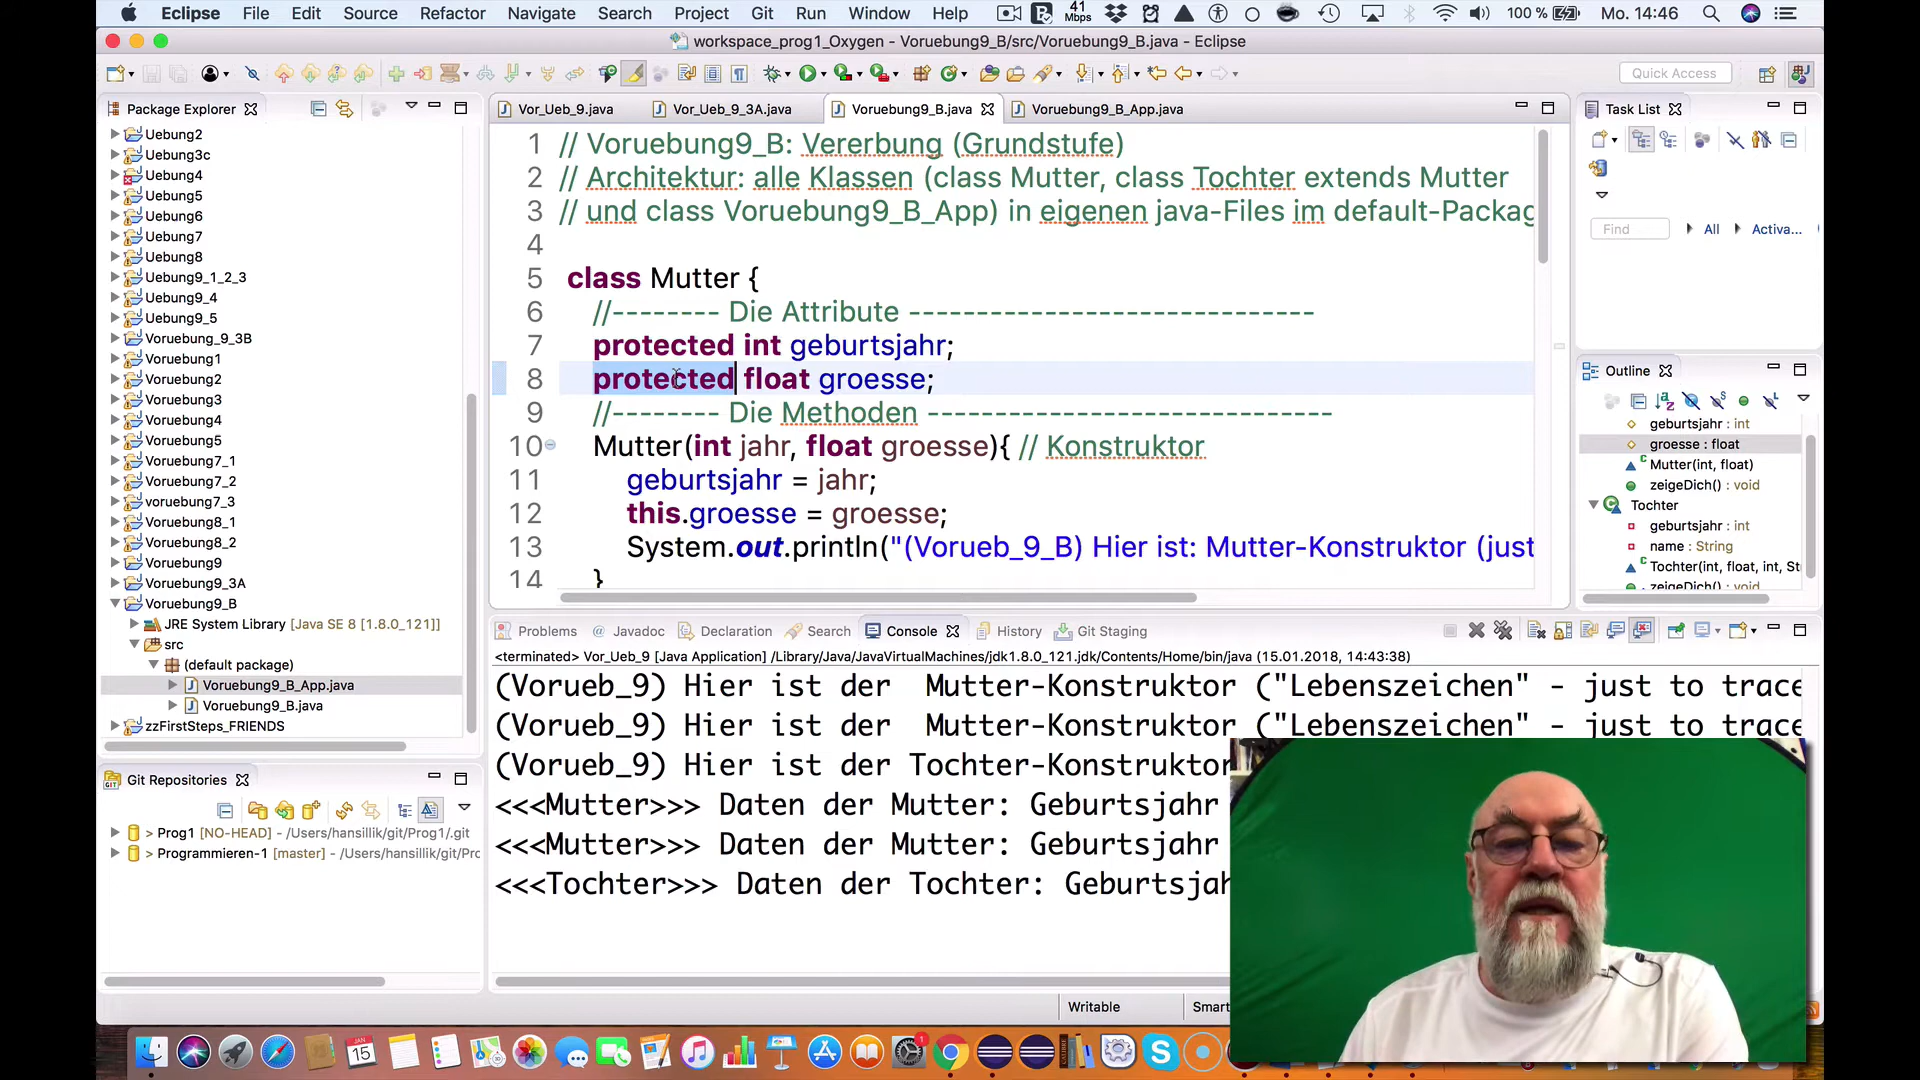 Eclipse File Edit Source Refactor Navigate Search Project Git Run Window Help 41 Mbps 100 % Mo. 14:46
workspace_prog1_Oxygen - Voruebung9_B/src/Voruebung9_B.java - Eclipse
Quick Access
Package Explorer
Uebung2
Uebung3c
Uebung4
Uebung5
Uebung6
Uebung7
Uebung8
Uebung9_1_2_3
Uebung9_4
Uebung9_5
Voruebung_9_3B
Voruebung1
Voruebung2
Voruebung3
Voruebung4
Voruebung5
Voruebung7_1
Voruebung7_2
voruebung7_3
Voruebung8_1
Voruebung8_2
Voruebung9
Voruebung9_3A
Voruebung9_B
JRE System Library [Java SE 8 [1.8.0_121]]
src
(default package)
Voruebung9_B_App.java
Voruebung9_B.java
zzFirstSteps_FRIENDS
Git Repositories
> Prog1 [NO-HEAD] - /Users/hansillik/git/Prog1/.git
> Programmieren-1 [master] - /Users/hansillik/git/Prc
Vor_Ueb_9.java Vor_Ueb_9_3A.java Voruebung9_B.java Voruebung9_B_App.java
1 // Voruebung9_B: Vererbung (Grundstufe)
2 // Architektur: alle Klassen (class Mutter, class Tochter extends Mutter
3 // und class Voruebung9_B_App) in eigenen java-Files im default-Packag
4
5 class Mutter {
6 //-------- Die Attribute ------------------------------
7 protected int geburtsjahr;
8 protected float groesse;
9 //-------- Die Methoden ------------------------------
10 Mutter(int jahr, float groesse){ // Konstruktor
11 geburtsjahr = jahr;
12 this.groesse = groesse;
13 System.out.println("(Vorueb_9_B) Hier ist: Mutter-Konstruktor (just
14 }
Problems @ Javadoc Declaration Search Console History Git Staging
<terminated> Vor_Ueb_9 [Java Application] /Library/Java/JavaVirtualMachines/jdk1.8.0_121.jdk/Contents/Home/bin/java (15.01.2018, 14:43:38)
(Vorueb_9) Hier ist der  Mutter-Konstruktor ("Lebenszeichen" - just to trace
(Vorueb_9) Hier ist der  Mutter-Konstruktor ("Lebenszeichen" - just to trace
(Vorueb_9) Hier ist der Tochter-Konstruktor
<<<Mutter>>> Daten der Mutter: Geburtsjahr
<<<Mutter>>> Daten der Mutter: Geburtsjahr
<<<Tochter>>> Daten der Tochter: Geburtsjah
Writable Smart
Task List
Find All Activa...
Outline
geburtsjahr : int
groesse : float
Mutter(int, float)
zeigeDich() : void
Tochter
geburtsjahr : int
name : String
Tochter(int, float, int, St
zeigeDich() : void
JAN
15
1